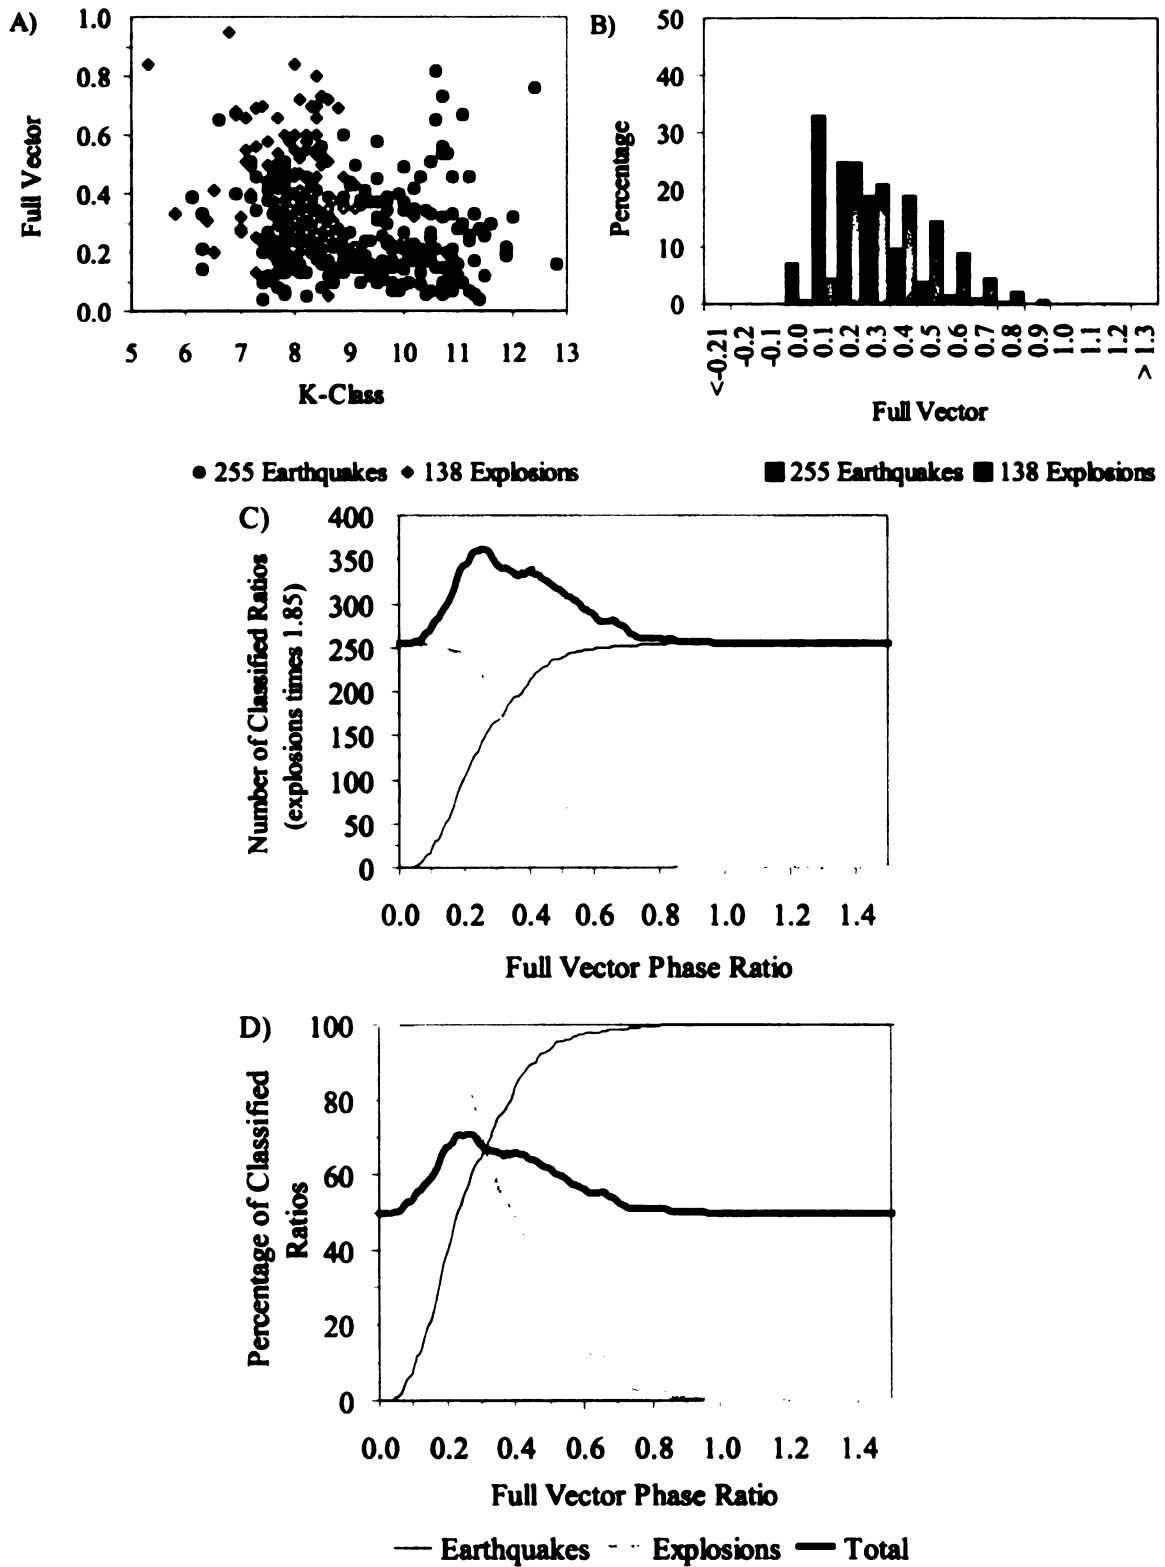 A)
1.0
0.8
0.6
0.4
0.2
0.0
Full Vector
5 6 7 8 9 10 11 12 13
K-Class
● 255 Earthquakes ◆ 138 Explosions
B)
50
40
30
20
10
0
Percentage
<-0.21 -0.2 -0.1 0.0 0.1 0.2 0.3 0.4 0.5 0.6 0.7 0.8 0.9 1.0 1.1 1.2 > 1.3
Full Vector
■ 255 Earthquakes ■ 138 Explosions
C)
400
350
300
250
200
150
100
50
0
Number of Classified Ratios
(explosions times 1.85)
0.0 0.2 0.4 0.6 0.8 1.0 1.2 1.4
Full Vector Phase Ratio
D)
100
80
60
40
20
0
Percentage of Classified
Ratios
0.0 0.2 0.4 0.6 0.8 1.0 1.2 1.4
Full Vector Phase Ratio
Earthquakes Explosions Total